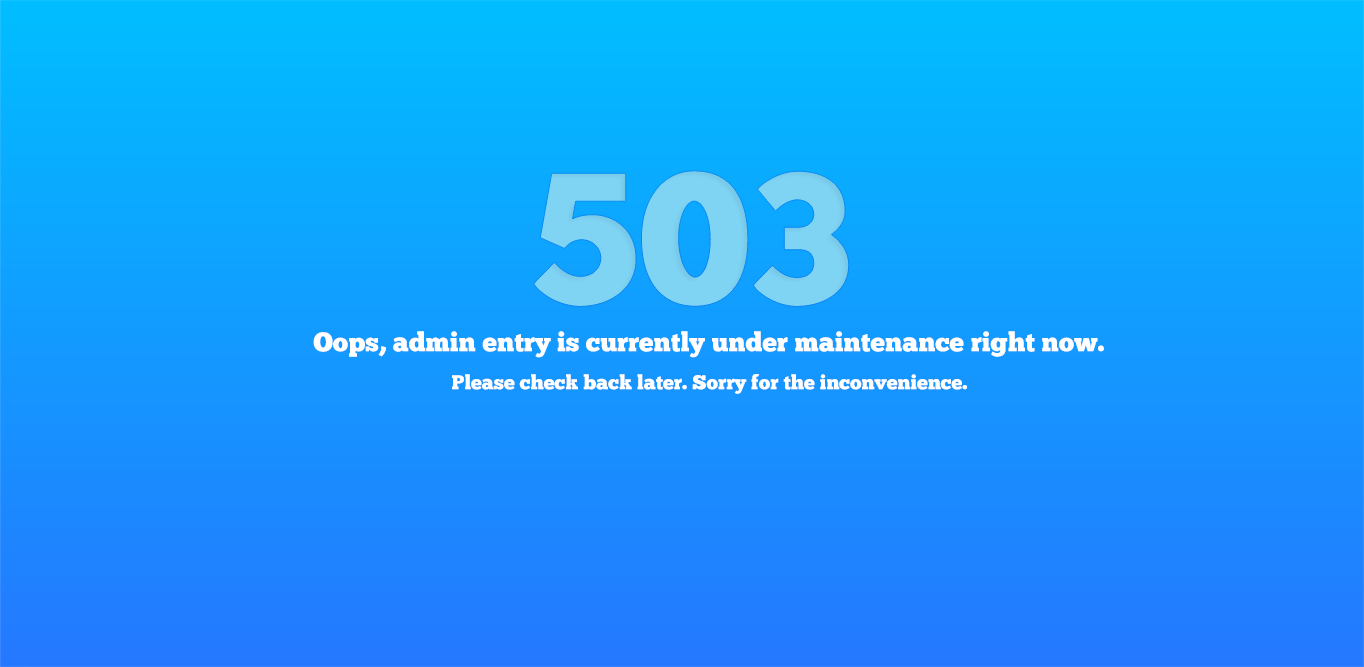 503
Oops, admin entry is currently under maintenance right now.
Please check back later. Sorry for the inconvenience.